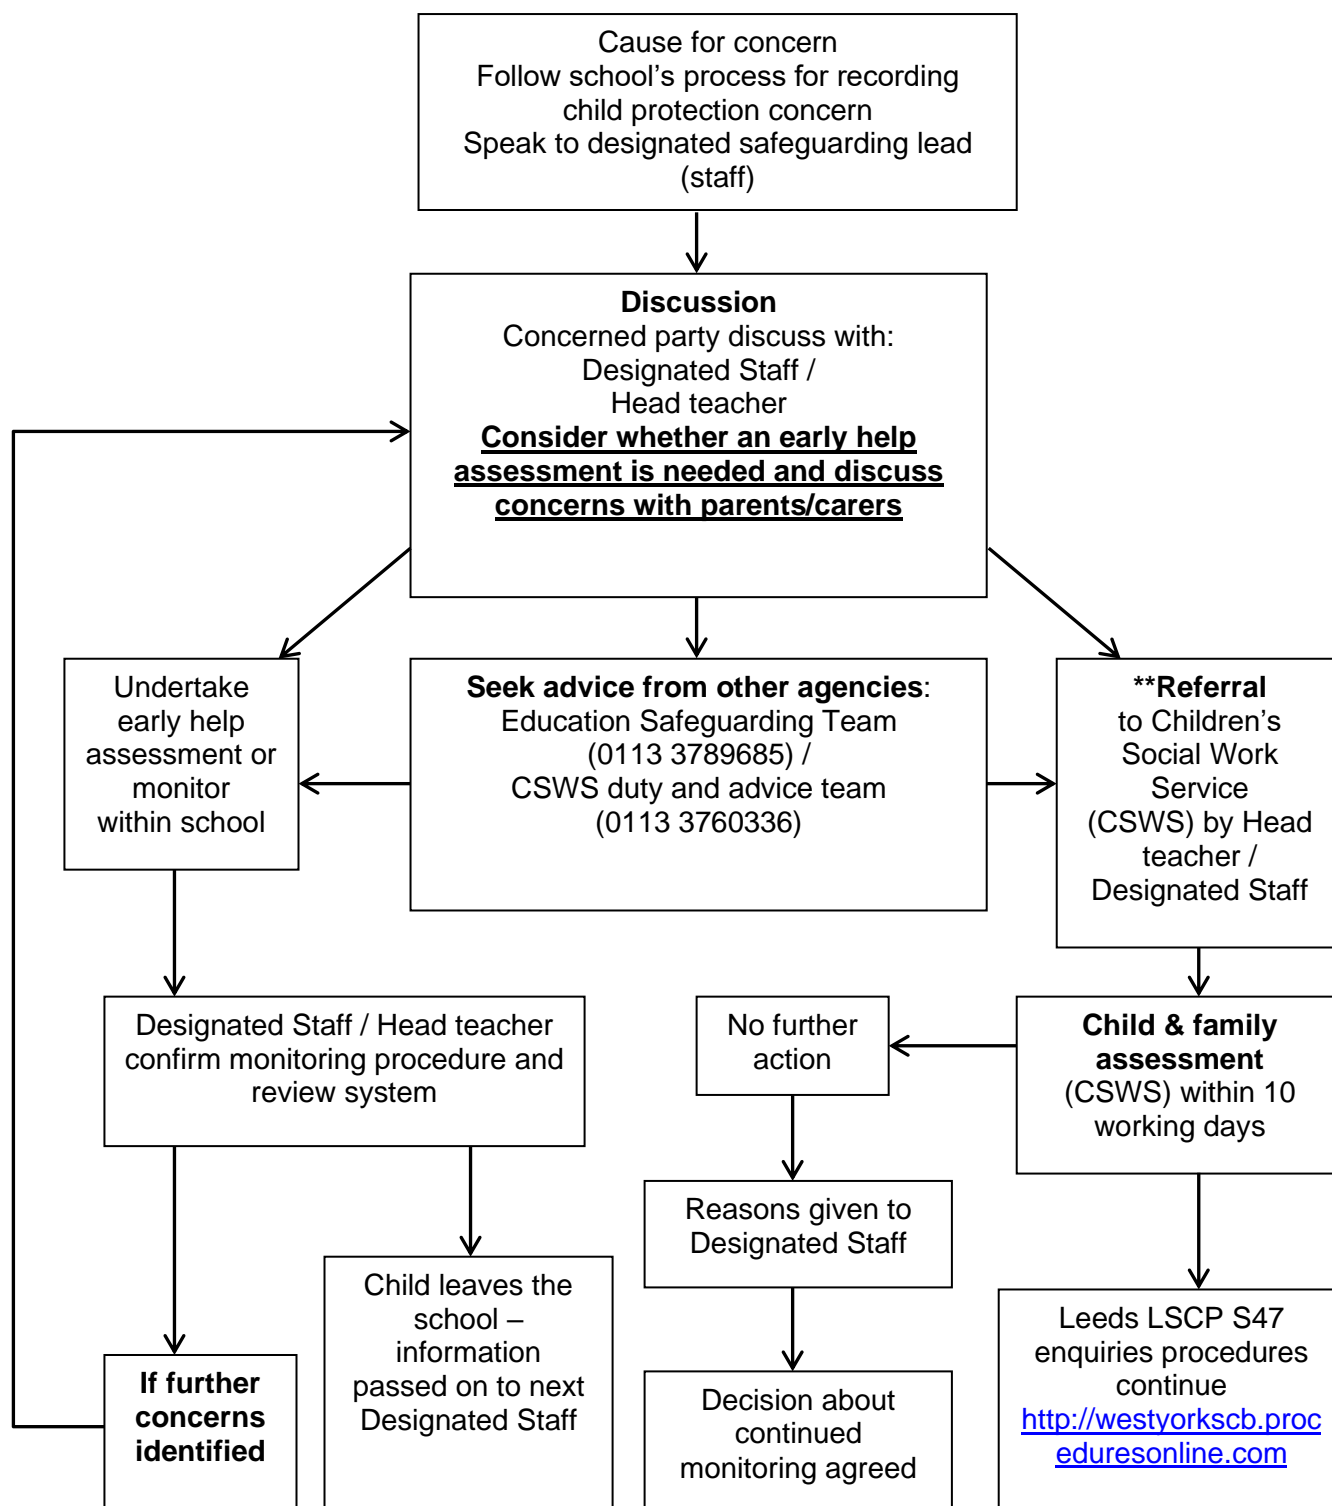 Cause for concern
Follow school’s process for recording
child protection concern
Speak to designated safeguarding lead
(staff)
Discussion
Concerned party discuss with:
Designated Staff /
Head teacher
Consider whether an early help
assessment is needed and discuss
concerns with parents/carers
Undertake
early help
assessment or
monitor
within school
Seek advice from other agencies:
Education Safeguarding Team
(0113 3789685) /
CSWS duty and advice team
(0113 3760336)
**Referral
to Children’s
Social Work
Service
(CSWS) by Head
teacher /
Designated Staff
Designated Staff / Head teacher
confirm monitoring procedure and
review system
No further
action
Child & family
assessment
(CSWS) within 10
working days
Reasons given to
Designated Staff
If further
concerns
identified
Child leaves the
school –
information
passed on to next
Designated Staff
Decision about
continued
monitoring agreed
Leeds LSCP S47
enquiries procedures
continue
http://westyorkscb.proc
eduresonline.com